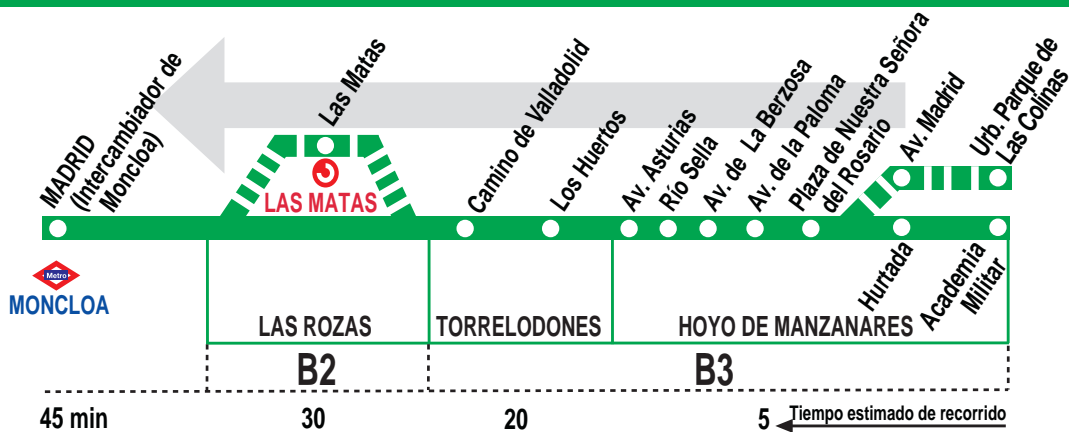 MADRID
(Intercambiador de
Moncloa)
Las Matas
Camino de Valladolid
Los Huertos
Av. Asturias
Río Sella
Av. de La Berzosa
Av. de la Paloma
Plaza de Nuestra Señora
del Rosario
Av. Madrid
Urb. Parque de
Las Colinas
LAS MATAS
Metro
MONCLOA
Hurtada
Academia
Militar
LAS ROZAS
TORRELODONES
HOYO DE MANZANARES
B2
B3
45 min
30
20
5
Tiempo estimado de recorrido